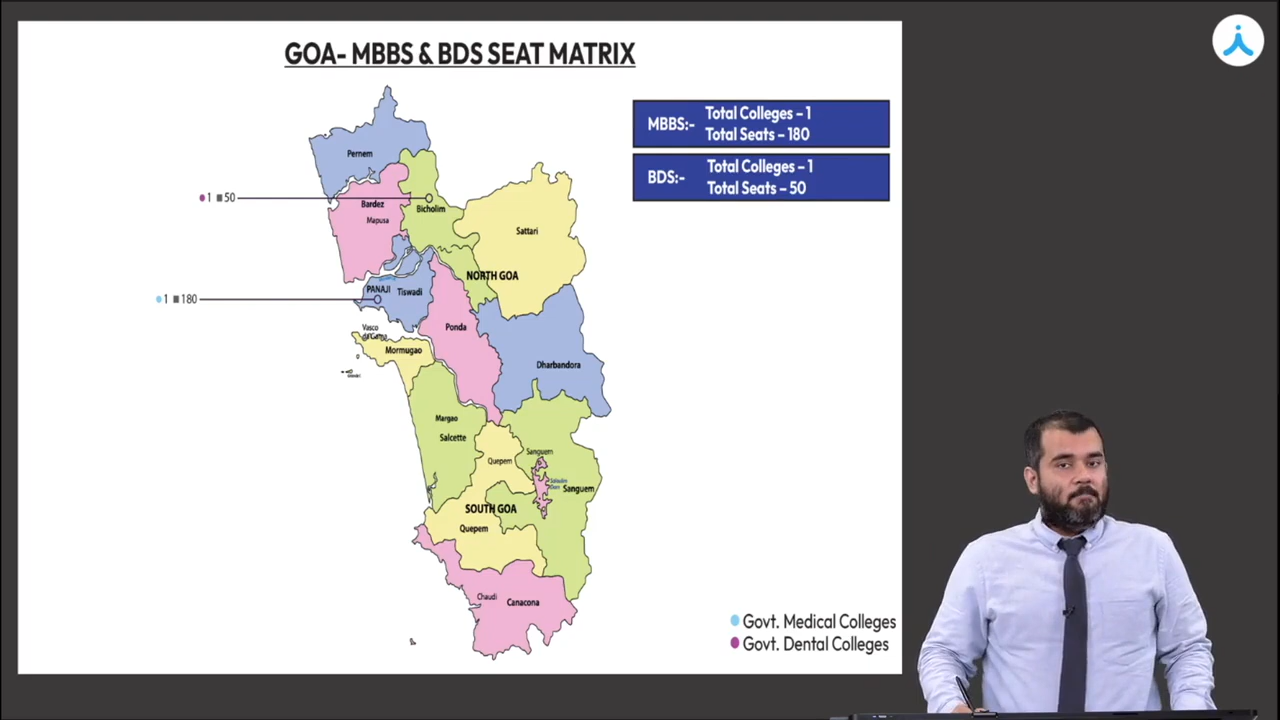 GOA- MBBS & BDS SEAT MATRIX
MBBS:-
Total Colleges – 1
Total Seats – 180
BDS:-
Total Colleges – 1
Total Seats – 50
Pernem
1 50
Bardez
Mapusa
Bicholim
Sattari
NORTH GOA
1 180
PANAJI
Tiswadi
Ponda
Vasco
da Gama
Mormugao
Dharbandora
Margao
Salcette
Quepem
Sanguem
Sanguem
SOUTH GOA
Quepem
Chaudi
Canacona
Govt. Medical Colleges
Govt. Dental Colleges